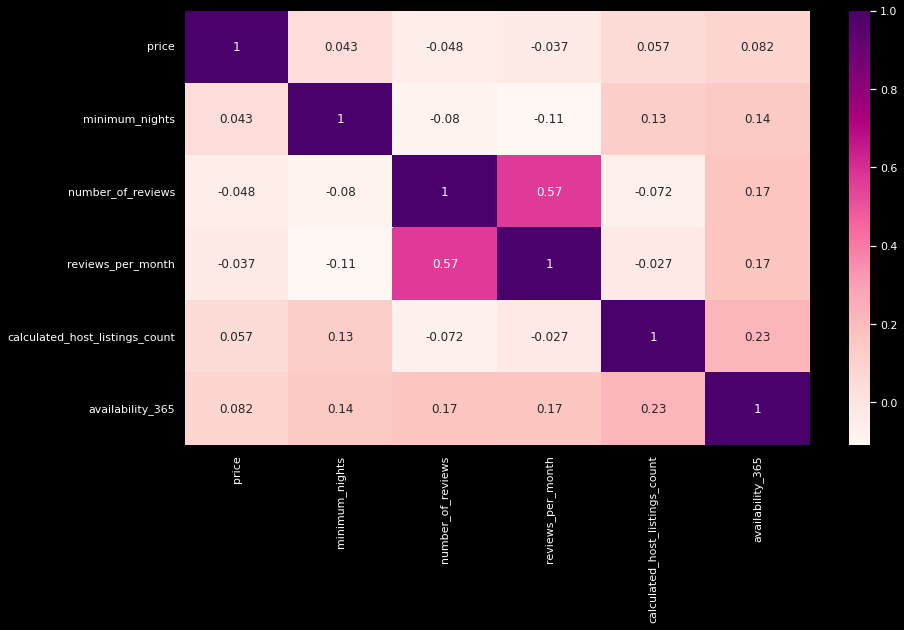 price 1 0.043 -0.048 -0.037 0.057 0.082
minimum_nights 0.043 1 -0.08 -0.11 0.13 0.14
number_of_reviews -0.048 -0.08 1 0.57 -0.072 0.17
reviews_per_month -0.037 -0.11 0.57 1 -0.027 0.17
calculated_host_listings_count 0.057 0.13 -0.072 -0.027 1 0.23
availability_365 0.082 0.14 0.17 0.17 0.23 1
price
minimum_nights
number_of_reviews
reviews_per_month
calculated_host_listings_count
availability_365
1.0
0.8
0.6
0.4
0.2
0.0